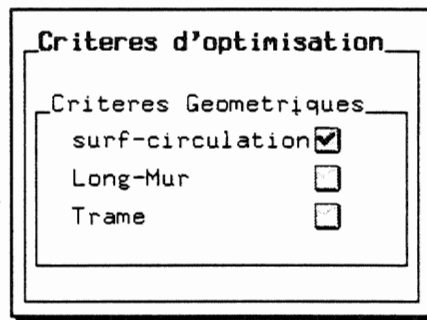 Criteres d'optimisation
Criteres Geometriques
surf-circulation
Long-Mur
Trame